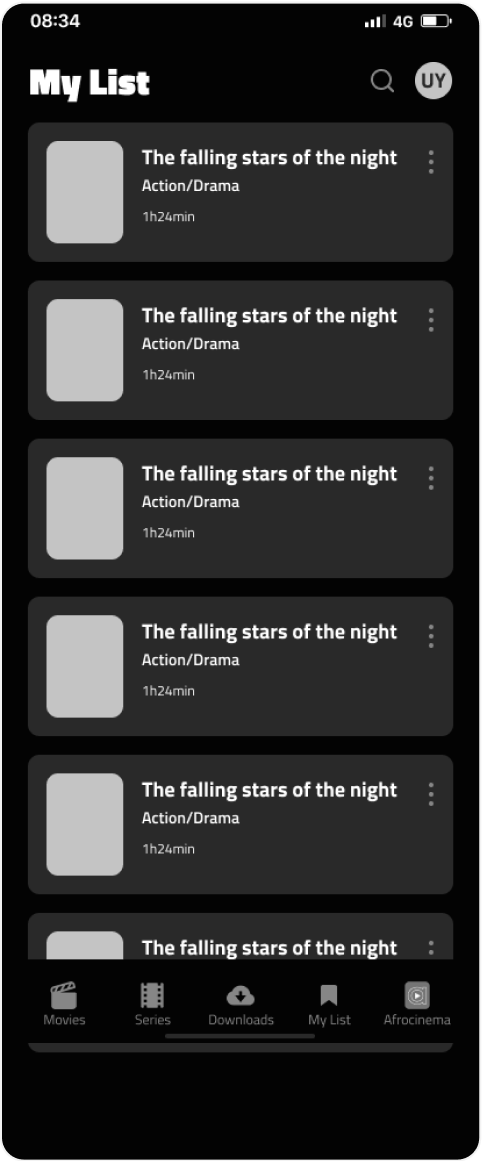 08:34 4G
My List UY
The falling stars of the night
Action/Drama
1h24min
The falling stars of the night
Action/Drama
1h24min
The falling stars of the night
Action/Drama
1h24min
The falling stars of the night
Action/Drama
1h24min
The falling stars of the night
Action/Drama
1h24min
The falling stars of the night
Movies Series Downloads My List Afrocinema